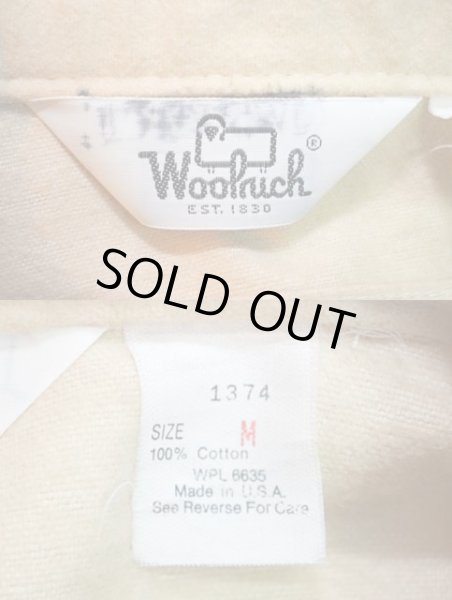 Woolrich ®
EST. 1830
SOLD OUT
1374
SIZE M
100% Cotton
WPL 6635
Made in U.S.A.
See Reverse For Care